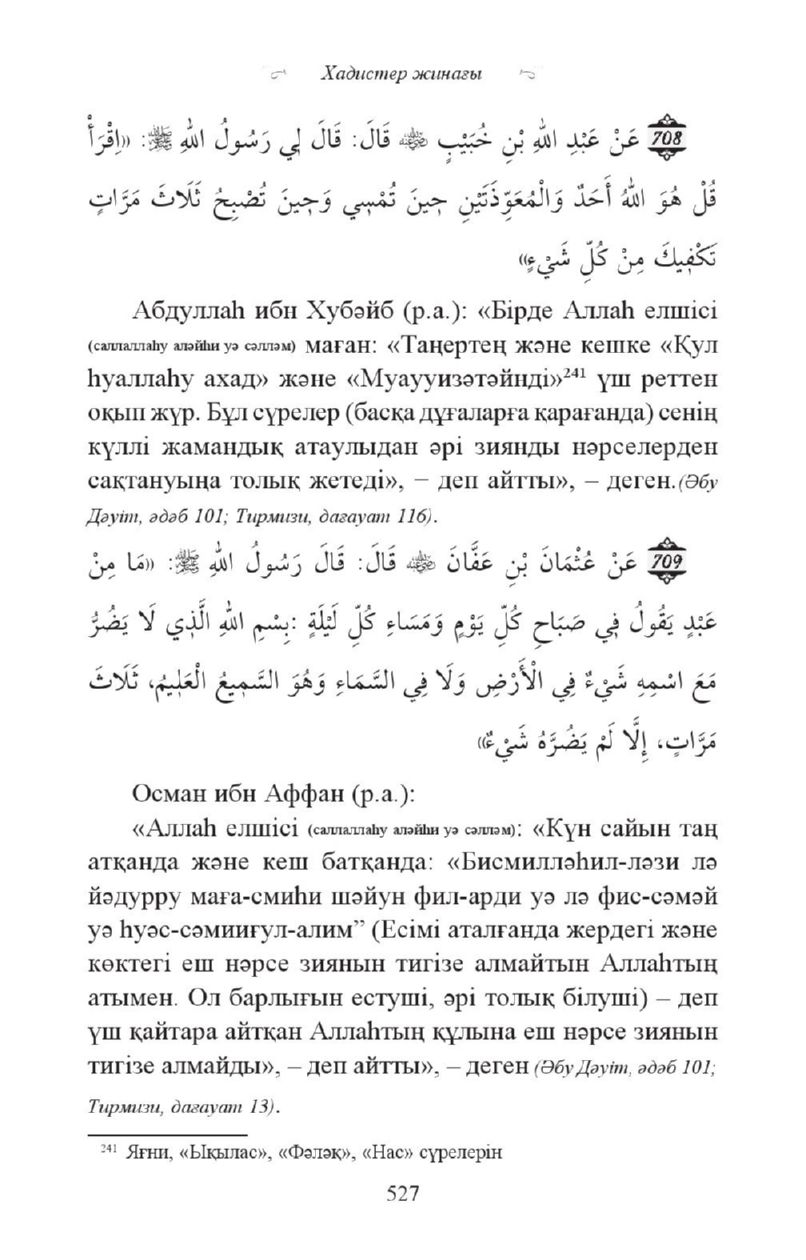 Хадистер жинағы
708 عَنْ عَبْدِ اللهِ بْنِ خُبَيْبٍ ﷺ قَالَ: قَالَ لِي رَسُولُ اللهِ ﷺ: «اِقْرَأْ
قُلْ هُوَ اللهُ أَحَدٌ وَالْمُعَوِّذَتَيْنِ حِينَ تُمْسِي وَحِينَ تُصْبِحُ ثَلَاثَ مَرَّاتٍ
تَكْفِيكَ مِنْ كُلِّ شَيْءٍ»
Абдуллаһ ибн Хубәйб (р.а.): «Бірде Аллаһ елшісі
(саллаллаһу аләйһи уә сәлләм) маған: «Таңертең және кешке «Қул
һуаллаһу ахад» және «Муаууизәтәйнді»²⁴¹ үш реттен
оқып жүр. Бұл сүрелер (басқа дұғаларға қарағанда) сенің
күллі жамандық атаулыдан әрі зиянды нәрселерден
сақтануыңа толық жетеді», – деп айтты», – деген.(Әбу
Дәуіт, әдәб 101; Тирмизи, дағауат 116).
709 عَنْ عُثْمَانَ بْنِ عَفَّانَ ﷺ قَالَ: قَالَ رَسُولُ اللهِ ﷺ: «مَا مِنْ
عَبْدٍ يَقُولُ فِي صَبَاحِ كُلِّ يَوْمٍ وَمَسَاءِ كُلِّ لَيْلَةٍ :بِسْمِ اللهِ الَّذِي لَا يَضُرُّ
مَعَ اسْمِهِ شَيْءٌ فِي الْأَرْضِ وَلَا فِي السَّمَاءِ وَهُوَ السَّمِيعُ الْعَلِيمُ، ثَلَاثَ
مَرَّاتٍ، إِلَّا لَمْ يَضُرَّهُ شَيْءٌ»
Осман ибн Аффан (р.а.):
«Аллаһ елшісі (саллаллаһу аләйһи уә сәлләм): «Күн сайын таң
атқанда және кеш батқанда: «Бисмилләһил-ләзи лә
йәдурру маға-смиһи шәйун фил-арди уә лә фис-сәмәй
уә һуәс-сәмииғул-алим” (Есімі аталғанда жердегі және
көктегі еш нәрсе зиянын тигізе алмайтын Аллаһтың
атымен. Ол барлығын естуші, әрі толық білуші) – деп
үш қайтара айтқан Аллаһтың құлына еш нәрсе зиянын
тигізе алмайды», – деп айтты», – деген (Әбу Дәуіт, әдәб 101;
Тирмизи, дағауат 13).
²⁴¹ Яғни, «Ықылас», «Фәләқ», «Нас» сүрелерін
527